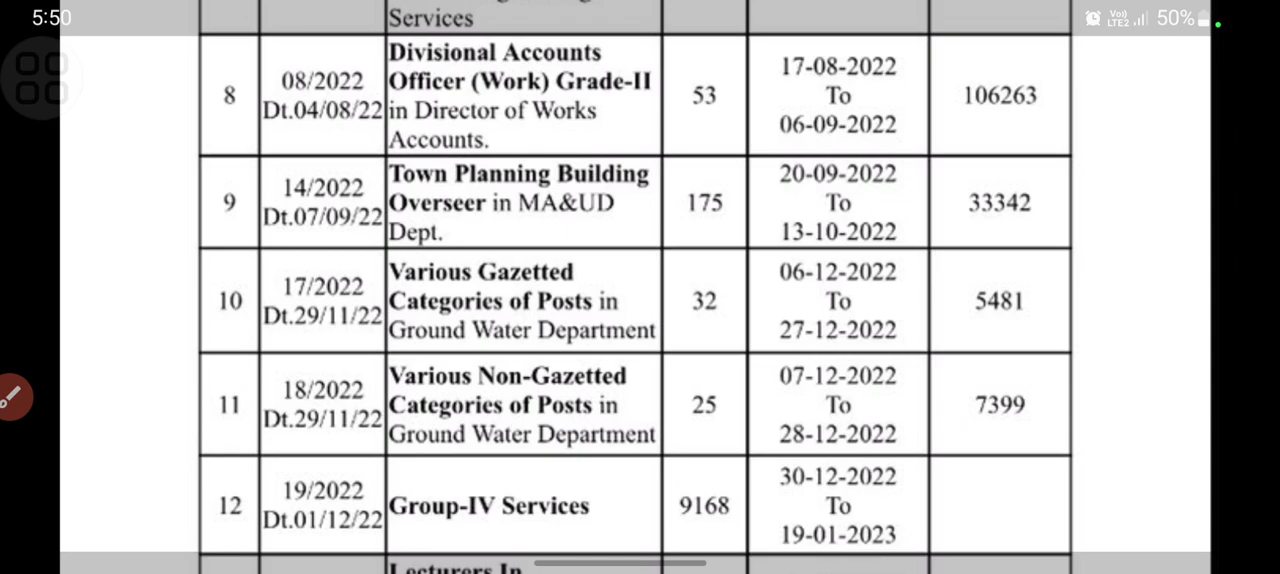 5:50
Vo)) LTE2 50%
Services
8
08/2022
Dt.04/08/22
Divisional Accounts
Officer (Work) Grade-II
in Director of Works
Accounts.
53
17-08-2022
To
06-09-2022
106263
9
14/2022
Dt.07/09/22
Town Planning Building
Overseer in MA&UD
Dept.
175
20-09-2022
To
13-10-2022
33342
10
17/2022
Dt.29/11/22
Various Gazetted
Categories of Posts in
Ground Water Department
32
06-12-2022
To
27-12-2022
5481
11
18/2022
Dt.29/11/22
Various Non-Gazetted
Categories of Posts in
Ground Water Department
25
07-12-2022
To
28-12-2022
7399
12
19/2022
Dt.01/12/22
Group-IV Services
9168
30-12-2022
To
19-01-2023
Lecturers In